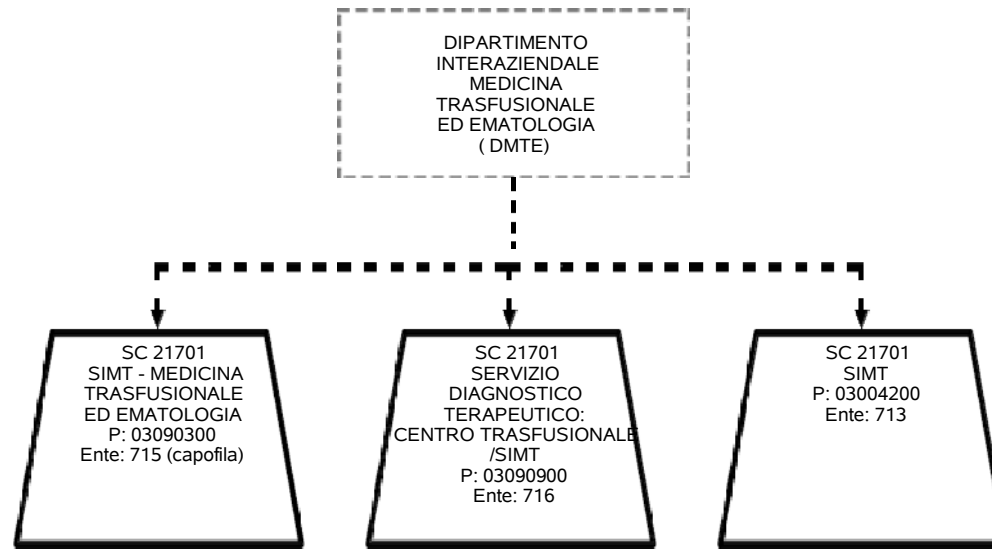 DIPARTIMENTO
INTERAZIENDALE
MEDICINA
TRASFUSIONALE
ED EMATOLOGIA
( DMTE)
SC 21701
SIMT - MEDICINA
TRASFUSIONALE
ED EMATOLOGIA
P: 03090300
Ente: 715 (capofila)
SC 21701
SERVIZIO
DIAGNOSTICO
TERAPEUTICO:
CENTRO TRASFUSIONALE
/SIMT
P: 03090900
Ente: 716
SC 21701
SIMT
P: 03004200
Ente: 713